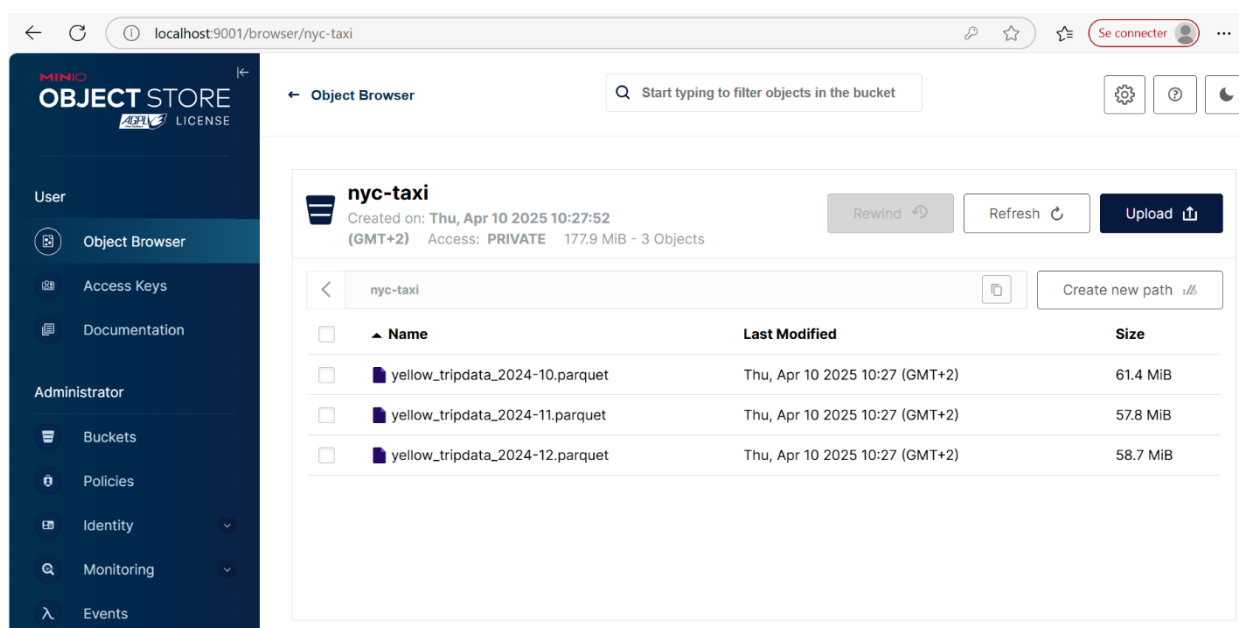 localhost:9001/browser/nyc-taxi
Se connecter
MINIO
OBJECT STORE
AGPLv3 LICENSE
User
Object Browser
Access Keys
Documentation
Administrator
Buckets
Policies
Identity
Monitoring
Events
Object Browser
Start typing to filter objects in the bucket
nyc-taxi
Created on: Thu, Apr 10 2025 10:27:52
(GMT+2) Access: PRIVATE 177.9 MiB - 3 Objects
Rewind
Refresh
Upload
nyc-taxi
Create new path
Name Last Modified Size
yellow_tripdata_2024-10.parquet Thu, Apr 10 2025 10:27 (GMT+2) 61.4 MiB
yellow_tripdata_2024-11.parquet Thu, Apr 10 2025 10:27 (GMT+2) 57.8 MiB
yellow_tripdata_2024-12.parquet Thu, Apr 10 2025 10:27 (GMT+2) 58.7 MiB